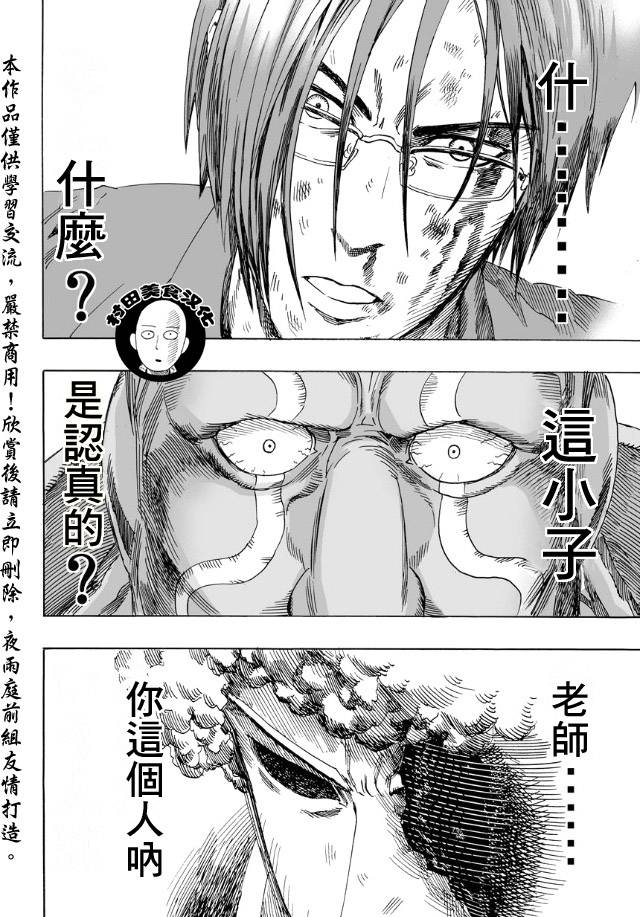 什………
什麼？
村田美食汉化
這小子
是認真的？
老師……
你這個人吶
本作品僅供學習交流，嚴禁商用！欣賞後請立即刪除，夜雨庭前組友情打造。